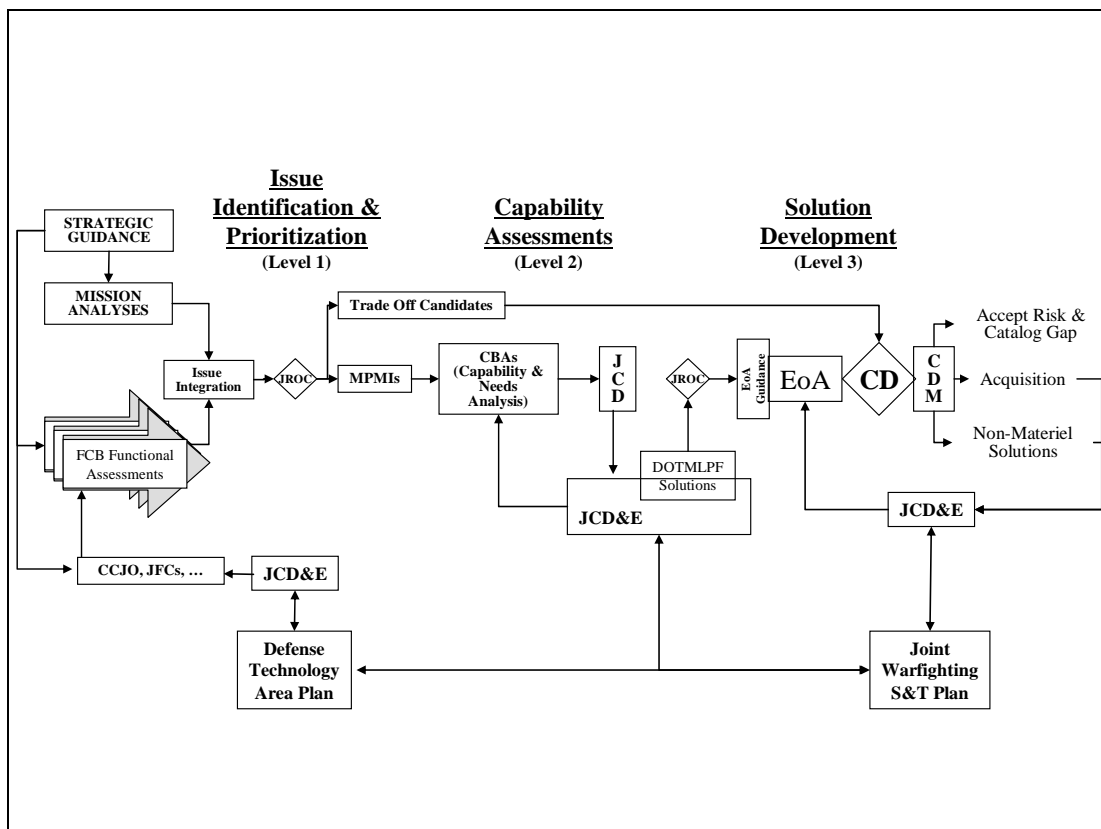 Issue
Identification &
Prioritization
(Level 1)
Capability
Assessments
(Level 2)
Solution
Development
(Level 3)
STRATEGIC
GUIDANCE
MISSION
ANALYSES
Issue
Integration
FCB Functional
Assessments
CCJO, JFCs, …
JCD&E
Defense
Technology
Area Plan
JROC
Trade Off Candidates
MPMIs
CBAs
(Capability &
Needs
Analysis)
J
C
D
DOTMLPF
Solutions
JCD&E
JROC
EoA
Guidance
EoA
CD
C
D
M
Accept Risk &
Catalog Gap
Acquisition
Non-Materiel
Solutions
JCD&E
Joint
Warfighting
S&T Plan